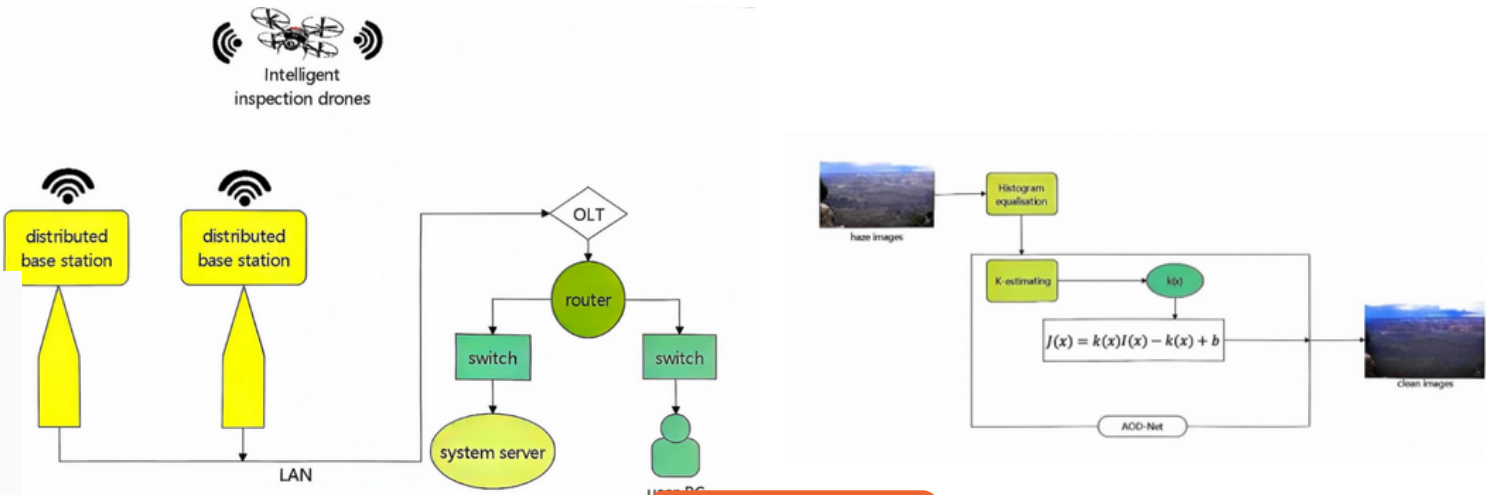 Intelligent
inspection drones
distributed
base station
distributed
base station
OLT
router
switch
switch
system server
LAN
haze images
Histogram
equalisation
K-estimating
k(x)
J(x) = k(x)I(x) − k(x) + b
clean images
AOD-Net